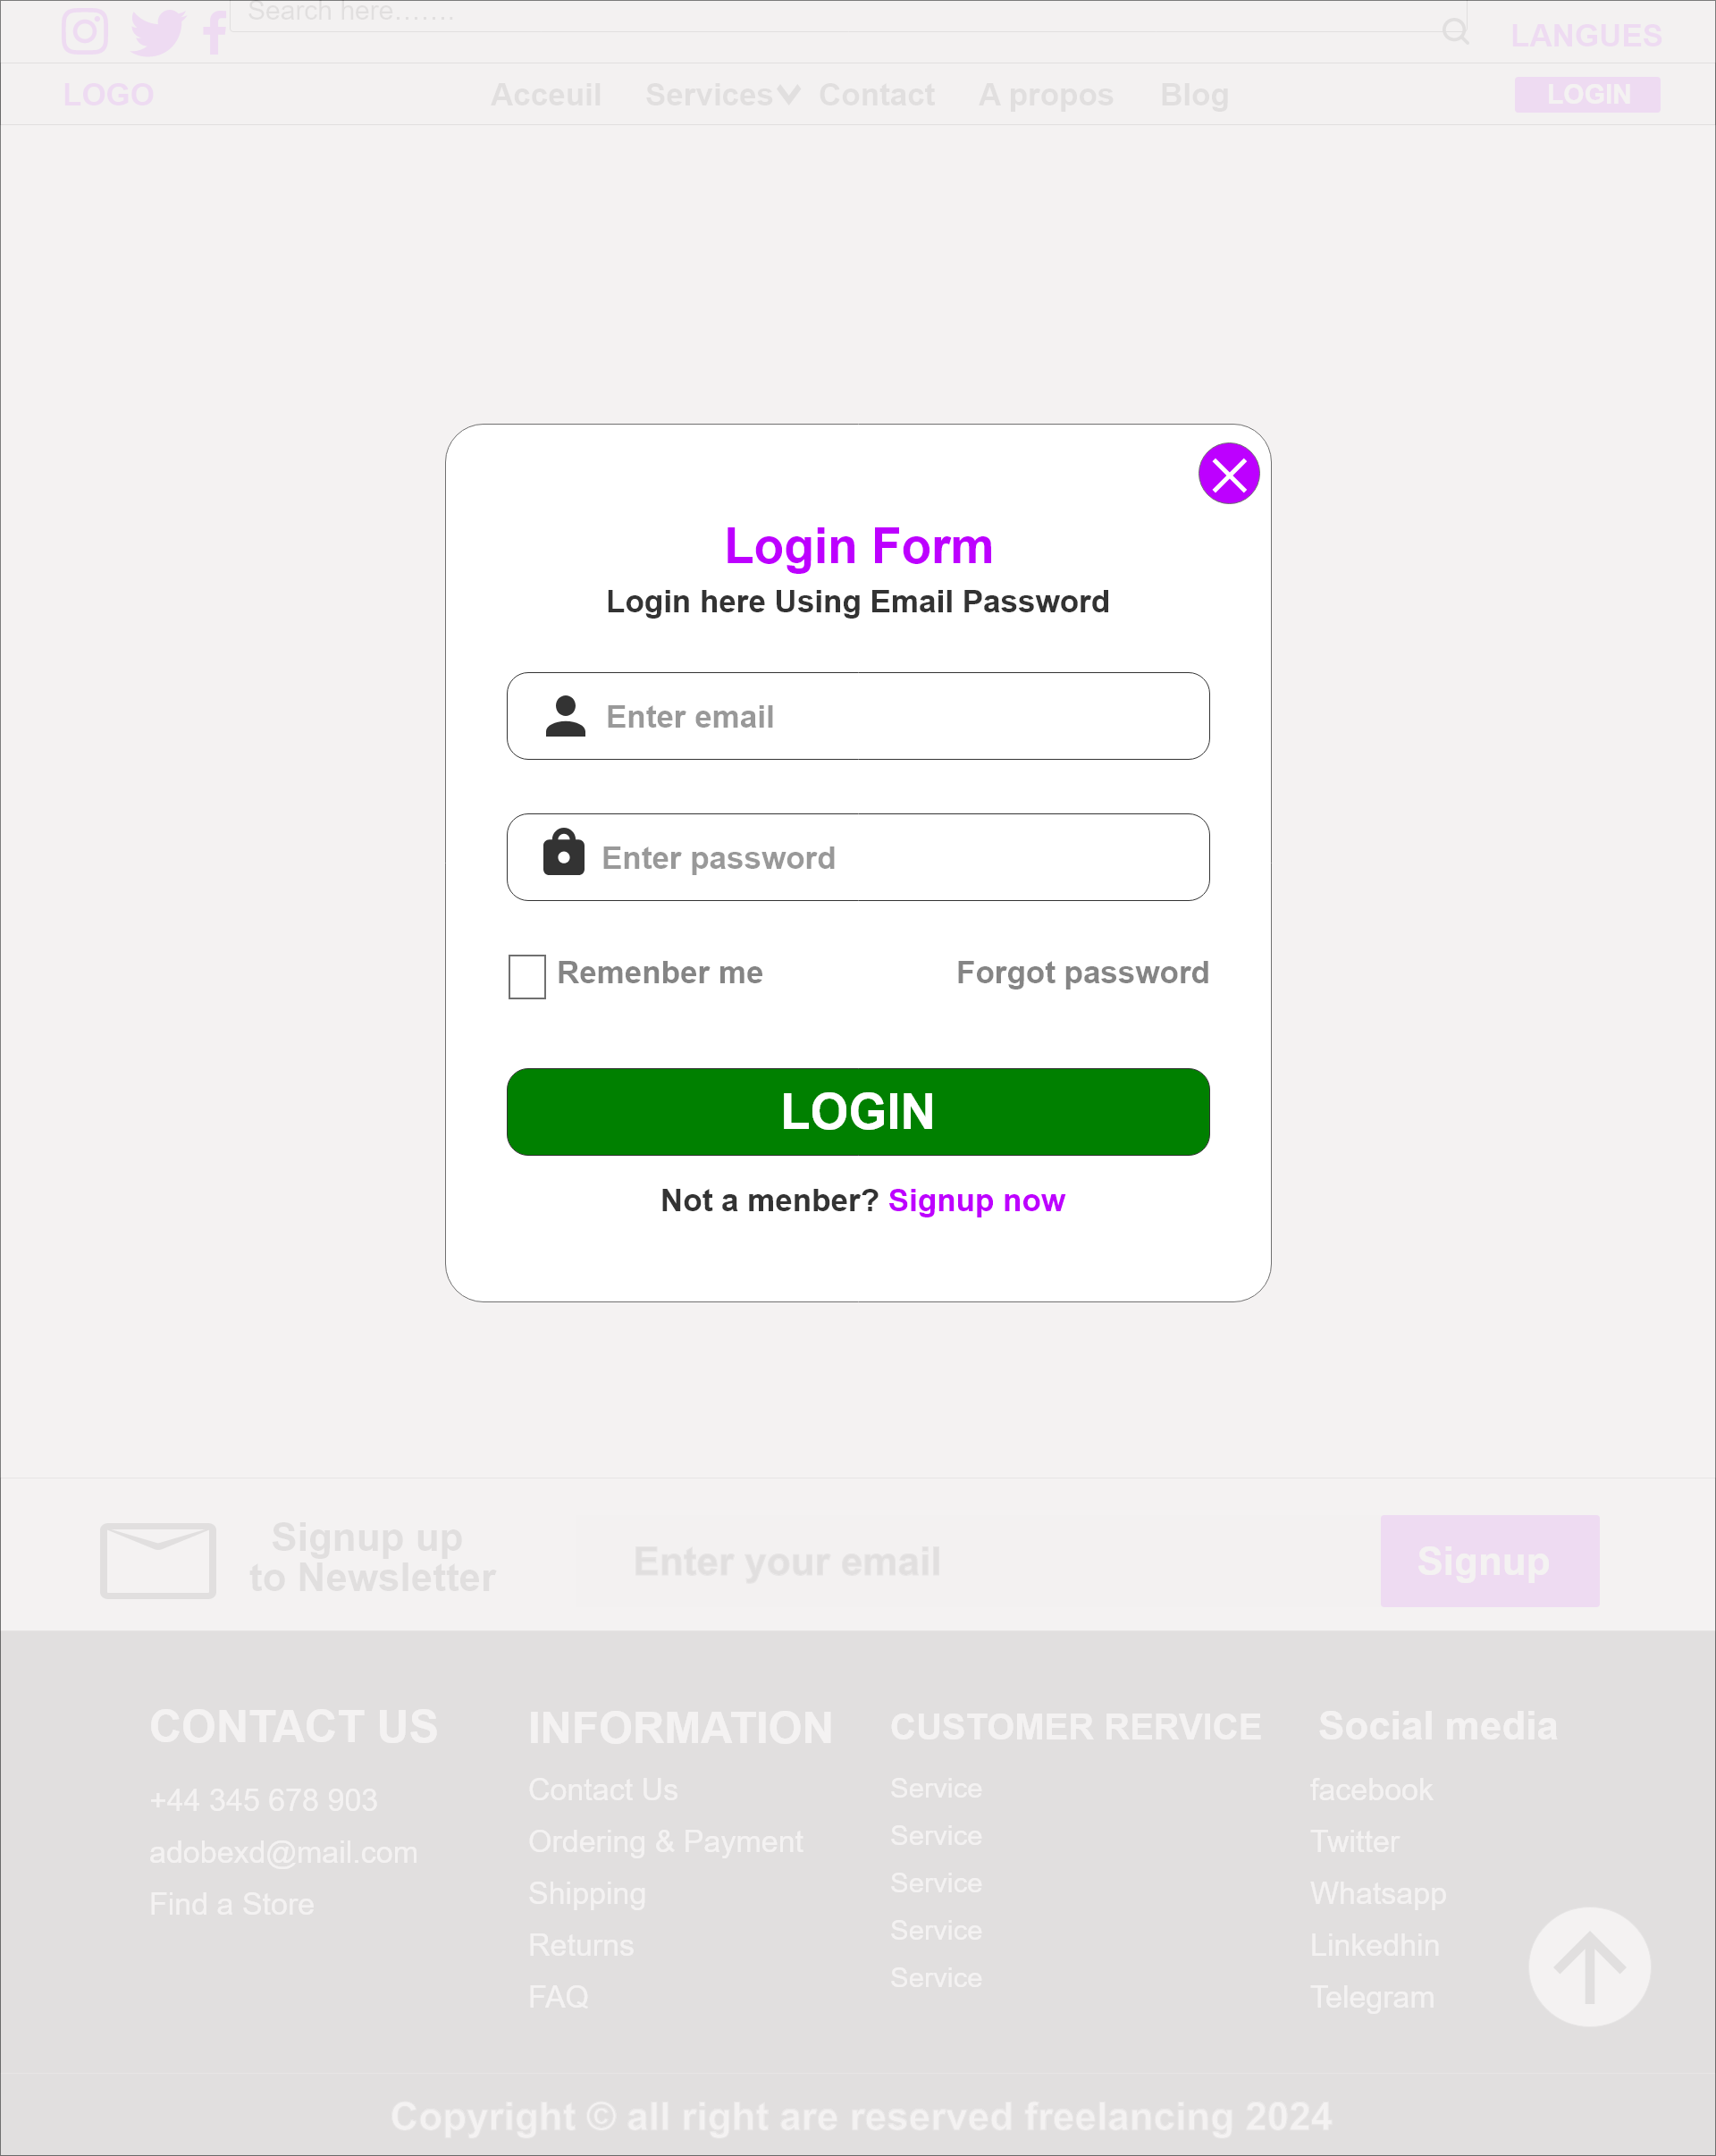 Search here.......
LANGUES
LOGO Acceuil Services Contact A propos Blog LOGIN
Login Form
Login here Using Email Password
Enter email
Enter password
Remenber me Forgot password
LOGIN
Not a menber? Signup now
Signup up
to Newsletter
Enter your email
Signup
CONTACT US
+44 345 678 903
adobexd@mail.com
Find a Store
INFORMATION
Contact Us
Ordering & Payment
Shipping
Returns
FAQ
CUSTOMER RERVICE
Service
Service
Service
Service
Service
Social media
facebook
Twitter
Whatsapp
Linkedhin
Telegram
Copyright © all right are reserved freelancing 2024